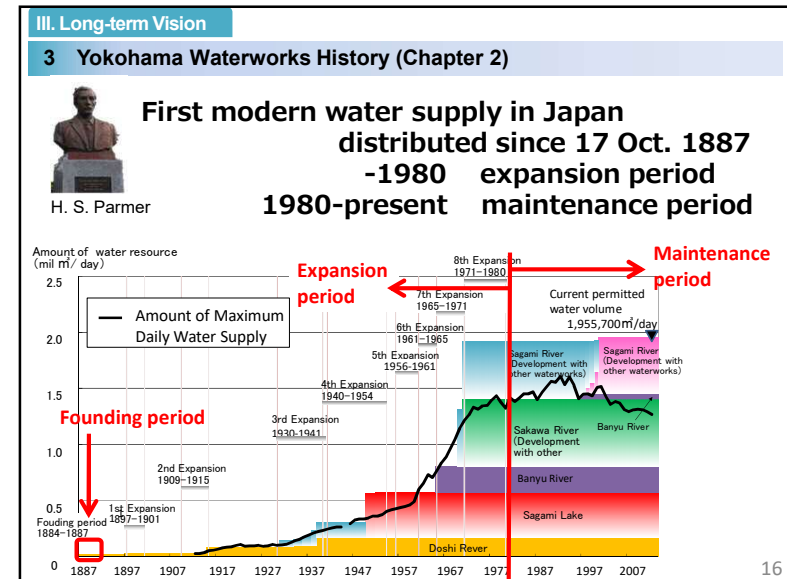 III. Long-term Vision
3 Yokohama Waterworks History (Chapter 2)
First modern water supply in Japan
distributed since 17 Oct. 1887
-1980 expansion period
1980-present maintenance period
H. S. Parmer
Amount of water resource
(mil ㎥/ day)
2.5
2.0
1.5
1.0
0.5
0
Amount of Maximum
Daily Water Supply
Expansion
period
Maintenance
period
Founding period
Fouding period
1884-1887
1st Expansion
1897-1901
2nd Expansion
1909-1915
3rd Expansion
1930-1941
4th Expansion
1940-1954
5th Expansion
1956-1961
6th Expansion
1961-1965
7th Expansion
1965-1971
8th Expansion
1971-1980
Current permitted
water volume
1,955,700㎥/day
Sagami River
(Development with
other waterworks)
Sagami River
(Development with
other waterworks)
Banyu River
Sakawa River
(Development
with other
Banyu River
Sagami Lake
Doshi Rever
1887 1897 1907 1917 1927 1937 1947 1957 1967 1977 1987 1997 2007
16